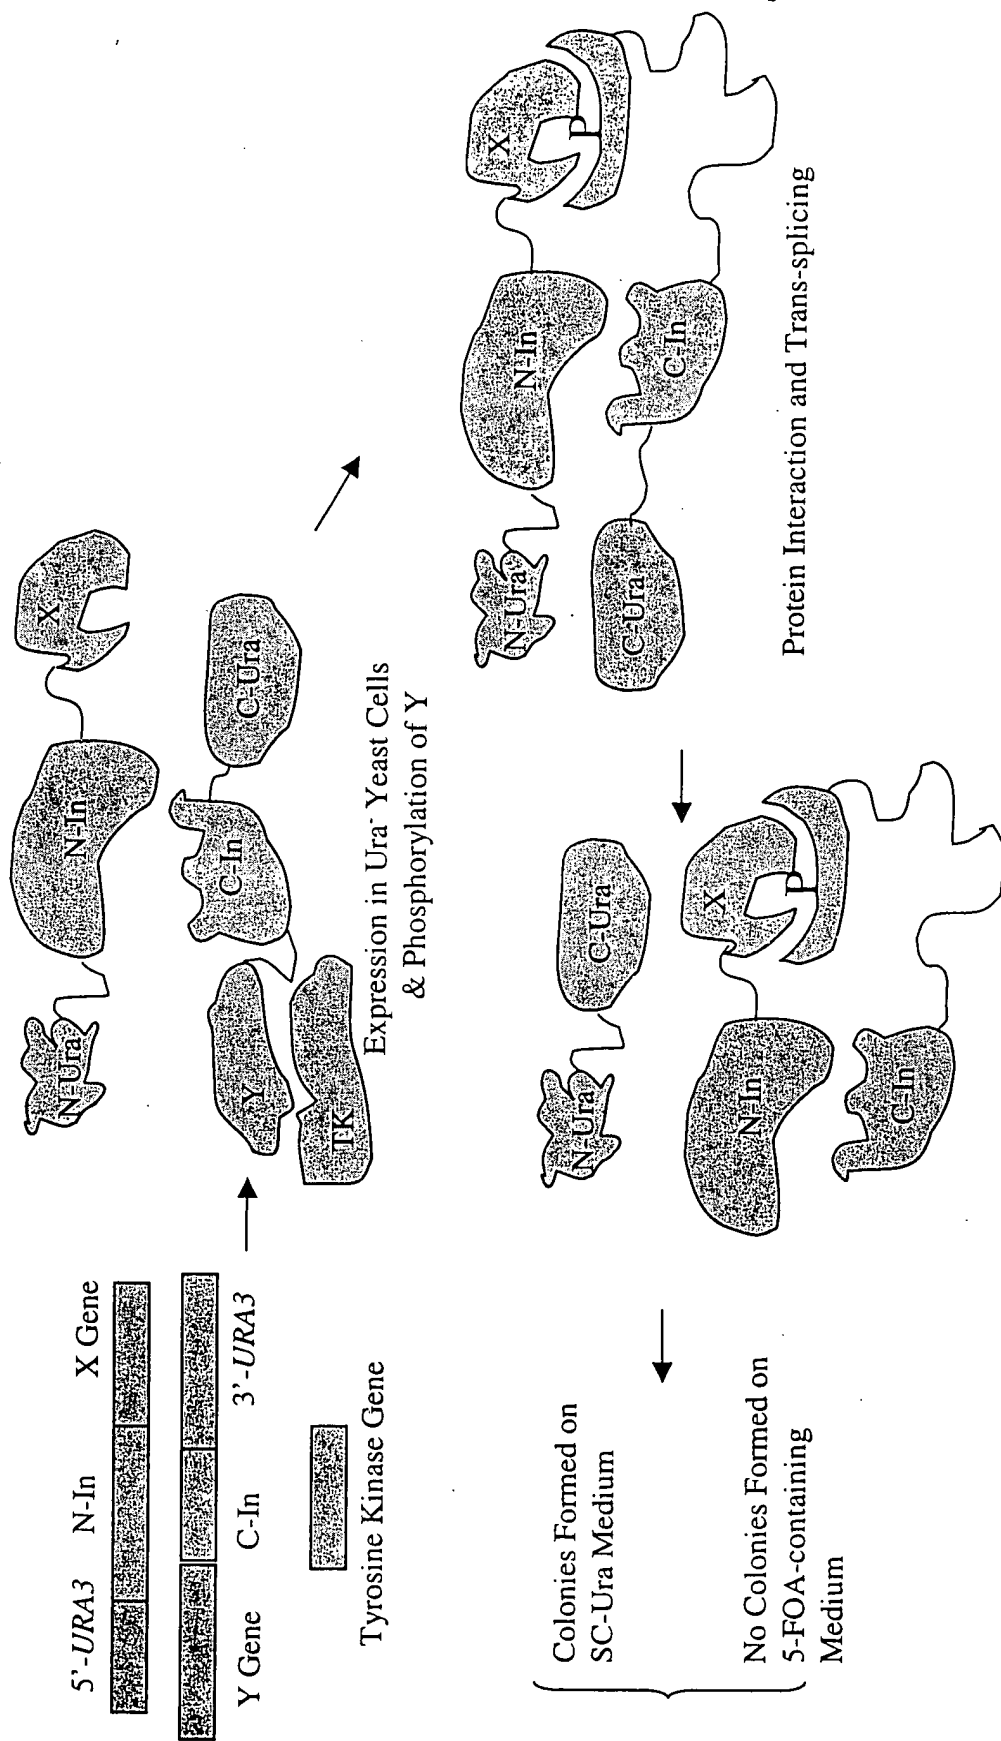 5'-URA3 N-In X Gene
Y Gene C-In 3'-URA3
Tyrosine Kinase Gene
N-Ura N-In X
Y C-In C-Ura
TK
Expression in Ura⁻ Yeast Cells
& Phosphorylation of Y
N-Ura N-In X
P
C-Ura C-In
Protein Interaction and Trans-splicing
N-Ura C-Ura
N-In X
P
C-In
Colonies Formed on
SC-Ura Medium
No Colonies Formed on
5-FOA-containing
Medium